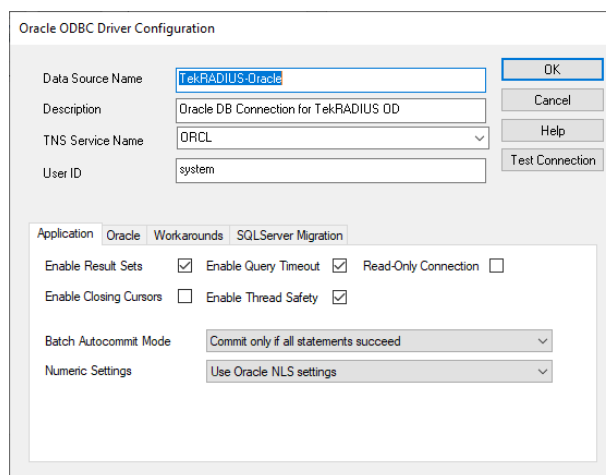 Oracle ODBC Driver Configuration
Data Source Name TekRADIUS-Oracle OK
Description Oracle DB Connection for TekRADIUS OD Cancel
TNS Service Name ORCL Help
User ID system Test Connection
Application Oracle Workarounds SQLServer Migration
Enable Result Sets Enable Query Timeout Read-Only Connection
Enable Closing Cursors Enable Thread Safety
Batch Autocommit Mode Commit only if all statements succeed
Numeric Settings Use Oracle NLS settings